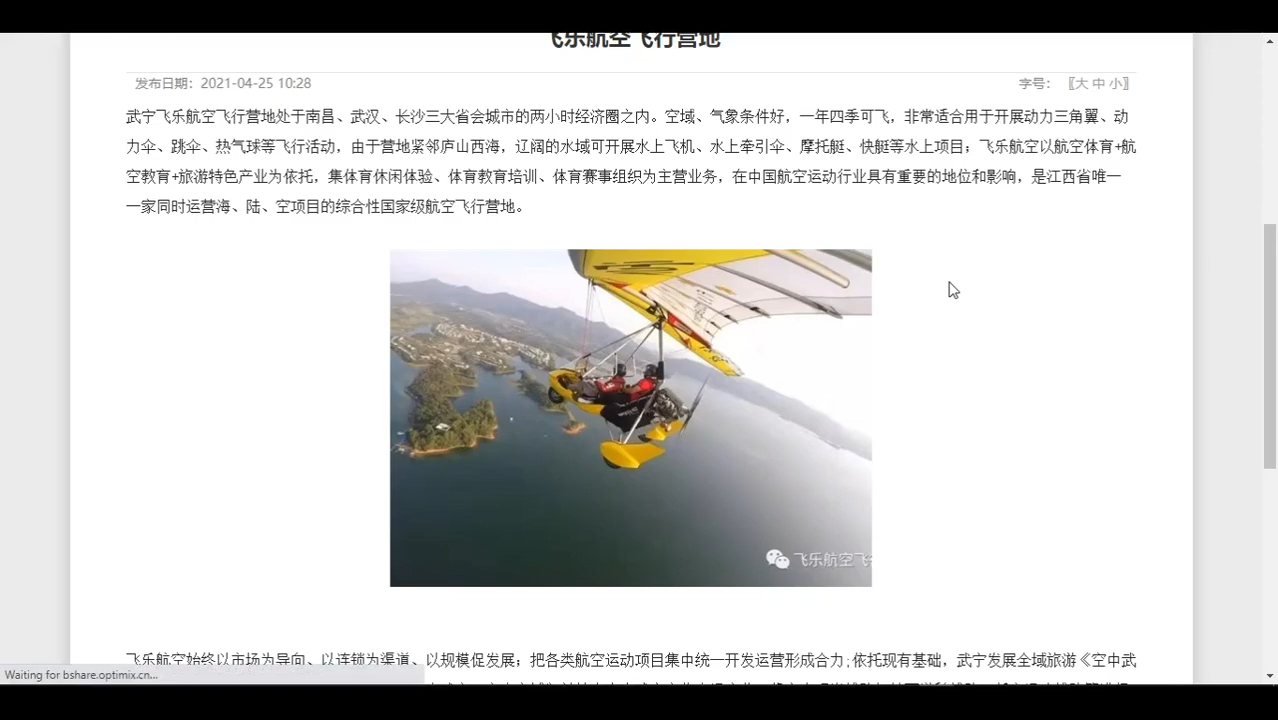 飞乐航空飞行营地
发布日期：2021-04-25 10:28
字号：〖大 中 小〗
武宁飞乐航空飞行营地处于南昌、武汉、长沙三大省会城市的两小时经济圈之内。空域、气象条件好，一年四季可飞，非常适合用于开展动力三角翼、动
力伞、跳伞、热气球等飞行活动，由于营地紧邻庐山西海，辽阔的水域可开展水上飞机、水上牵引伞、摩托艇、快艇等水上项目；飞乐航空以航空体育+航
空教育+旅游特色产业为依托，集体育休闲体验、体育教育培训、体育赛事组织为主营业务，在中国航空运动行业具有重要的地位和影响，是江西省唯一
一家同时运营海、陆、空项目的综合性国家级航空飞行营地。
飞乐航空飞
飞乐航空始终以市场为导向、以连锁为渠道、以规模促发展；把各类航空运动项目集中统一开发运营形成合力;依托现有基础，武宁发展全域旅游《空中武
Waiting for bshare.optimix.cn...